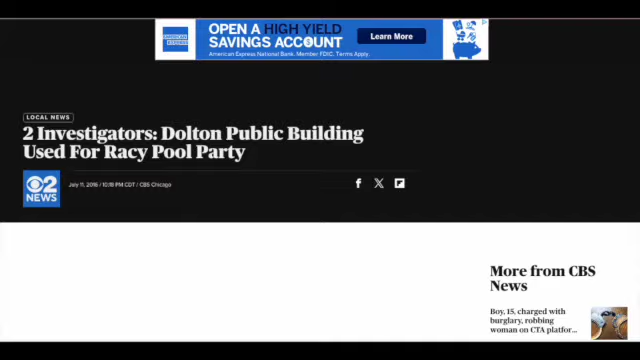 OPEN A HIGH YIELD
SAVINGS ACCOUNT
American Express National Bank. Member FDIC. Terms Apply.
AMERICAN
EXPRESS
Learn More
LOCAL NEWS
2 Investigators: Dolton Public Building
Used For Racy Pool Party
2
NEWS
July 11, 2016 / 10:18 PM CDT / CBS Chicago
f X
More from CBS
News
Boy, 15, charged with
burglary, robbing
woman on CTA platfor...